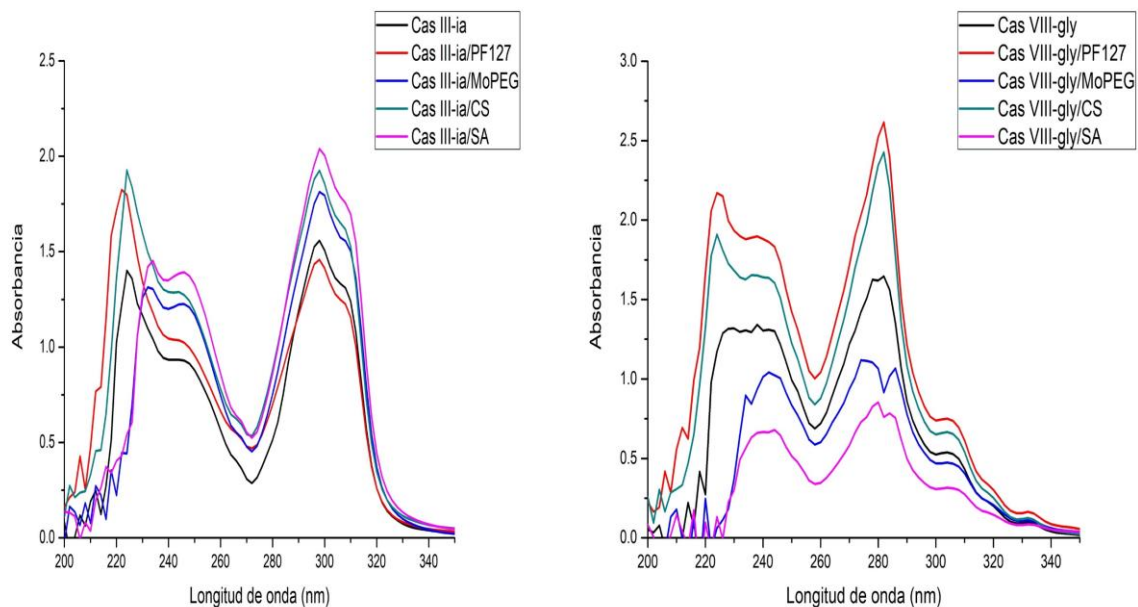 Cas III-ia
Cas III-ia/PF127
Cas III-ia/MoPEG
Cas III-ia/CS
Cas III-ia/SA
2.5
2.0
1.5
1.0
0.5
0.0
Absorbancia
200 220 240 260 280 300 320 340
Longitud de onda (nm)
Cas VIII-gly
Cas VIII-gly/PF127
Cas VIII-gly/MoPEG
Cas VIII-gly/CS
Cas VIII-gly/SA
3.0
2.5
2.0
1.5
1.0
0.5
0.0
Absorbancia
200 220 240 260 280 300 320 340
Longitud de onda (nm)